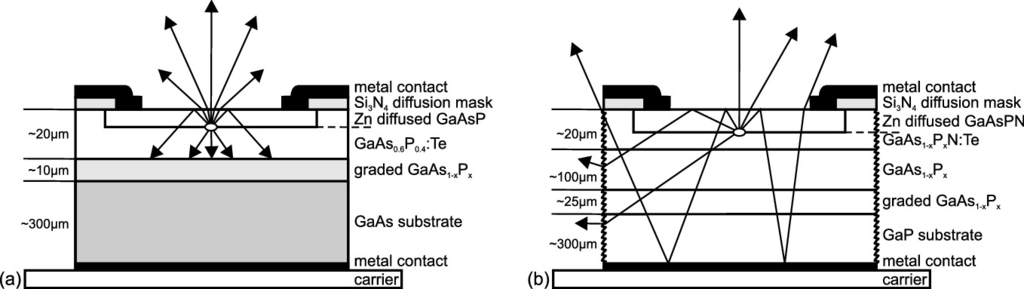 metal contact
Si₃N₄ diffusion mask
Zn diffused GaAsP
~20µm
GaAs₀.₆P₀.₄:Te
~10µm
graded GaAs₁₋ₓPₓ
~300µm
GaAs substrate
metal contact
(a)
carrier
metal contact
Si₃N₄ diffusion mask
Zn diffused GaAsPN
~20µm
GaAs₁₋ₓPₓN:Te
~100µm
GaAs₁₋ₓPₓ
~25µm
graded GaAs₁₋ₓPₓ
~300µm
GaP substrate
metal contact
(b)
carrier